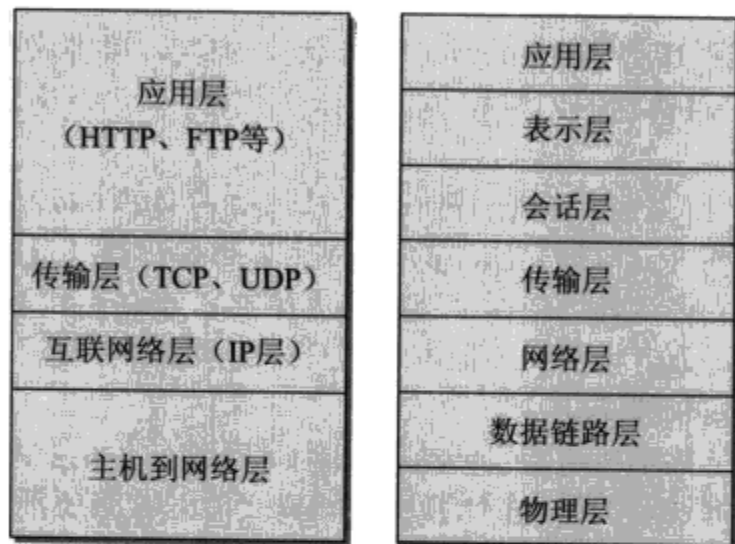 应用层
（HTTP、FTP等）
传输层（TCP、UDP）
互联网络层（IP层）
主机到网络层
应用层
表示层
会话层
传输层
网络层
数据链路层
物理层